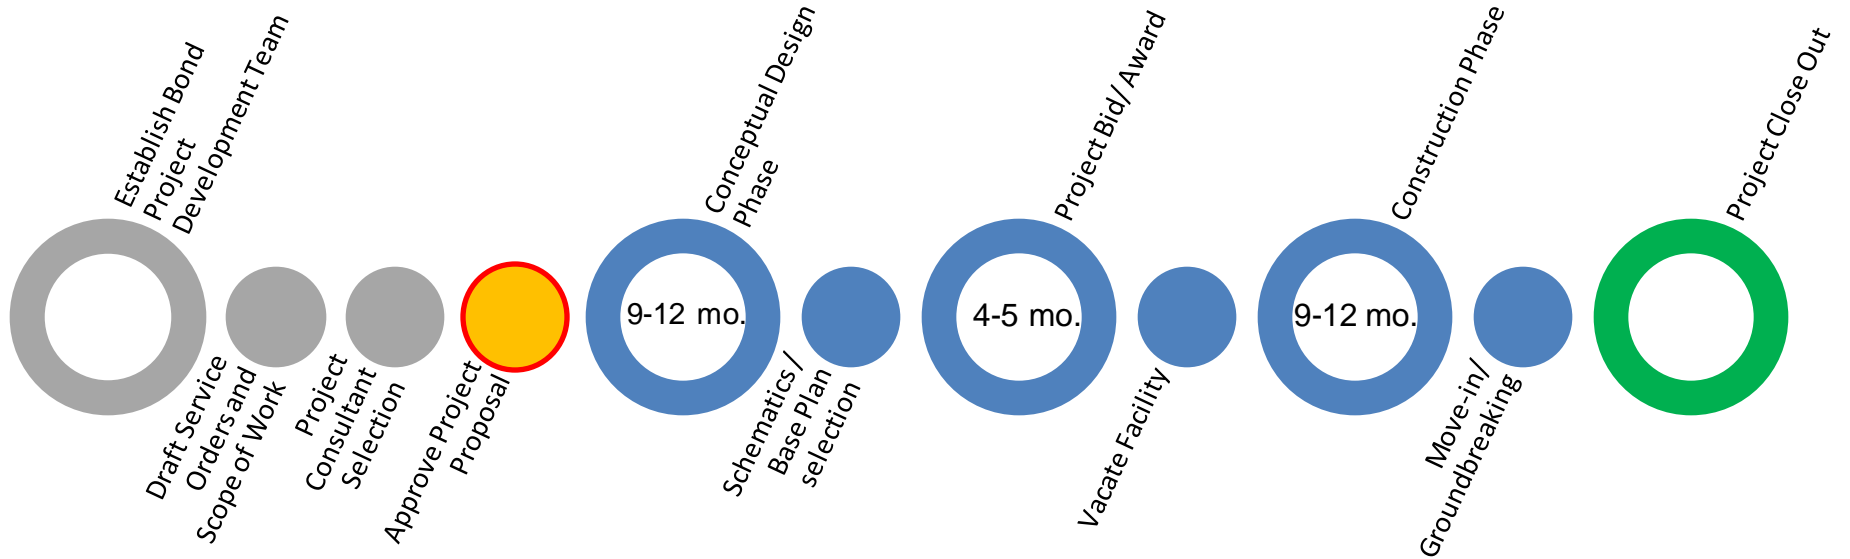 Establish Bond
Project
Development Team
Draft Service
Orders and
Scope of Work
Project
Consultant
Selection
Approve Project
Proposal
Conceptual Design
Phase
9-12 mo.
Schematics /
Base Plan
selection
Project Bid/ Award
4-5 mo.
Vacate Facility
Construction Phase
9-12 mo.
Move-in/
Groundbreaking
Project Close Out